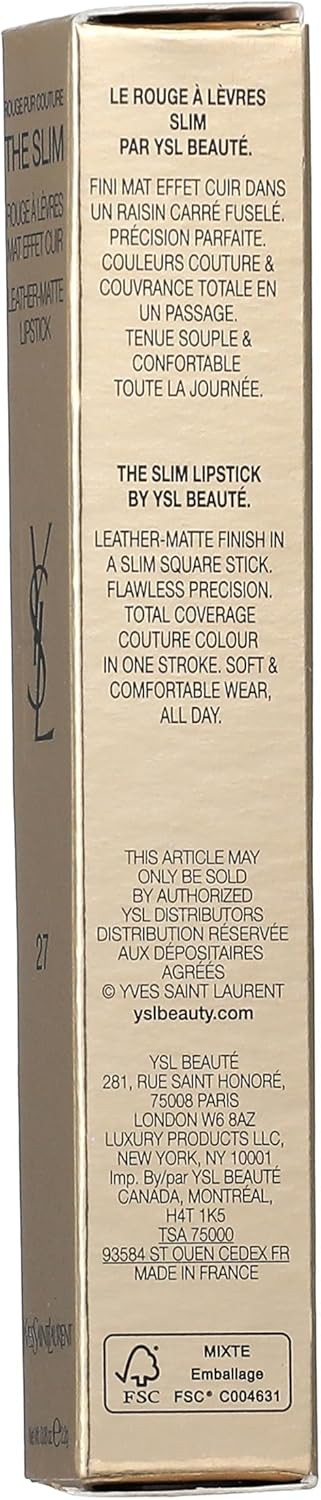 ROUGE PUR COUTURE
THE SLIM
ROUGE À LÈVRES
MAT EFFET CUIR
LEATHER-MATTE
LIPSTICK
YSL
27
YVESSAINTLAURENT
LE ROUGE À LÈVRES
SLIM
PAR YSL BEAUTÉ.
FINI MAT EFFET CUIR DANS
UN RAISIN CARRÉ FUSELÉ.
PRÉCISION PARFAITE.
COULEURS COUTURE &
COUVRANCE TOTALE EN
UN PASSAGE.
TENUE SOUPLE &
CONFORTABLE
TOUTE LA JOURNÉE.
THE SLIM LIPSTICK
BY YSL BEAUTÉ.
LEATHER-MATTE FINISH IN
A SLIM SQUARE STICK.
FLAWLESS PRECISION.
TOTAL COVERAGE
COUTURE COLOUR
IN ONE STROKE. SOFT &
COMFORTABLE WEAR,
ALL DAY.
THIS ARTICLE MAY
ONLY BE SOLD
BY AUTHORIZED
YSL DISTRIBUTORS
DISTRIBUTION RÉSERVÉE
AUX DÉPOSITAIRES
AGRÉÉS
© YVES SAINT LAURENT
yslbeauty.com
YSL BEAUTÉ
281, RUE SAINT HONORÉ,
75008 PARIS
LONDON W6 8AZ
LUXURY PRODUCTS LLC,
NEW YORK, NY 10001
Imp. By/par YSL BEAUTÉ
CANADA, MONTRÉAL,
H4T 1K5
TSA 75000
93584 ST OUEN CEDEX FR
MADE IN FRANCE
MIXTE
Emballage
FSC
FSC® C004631